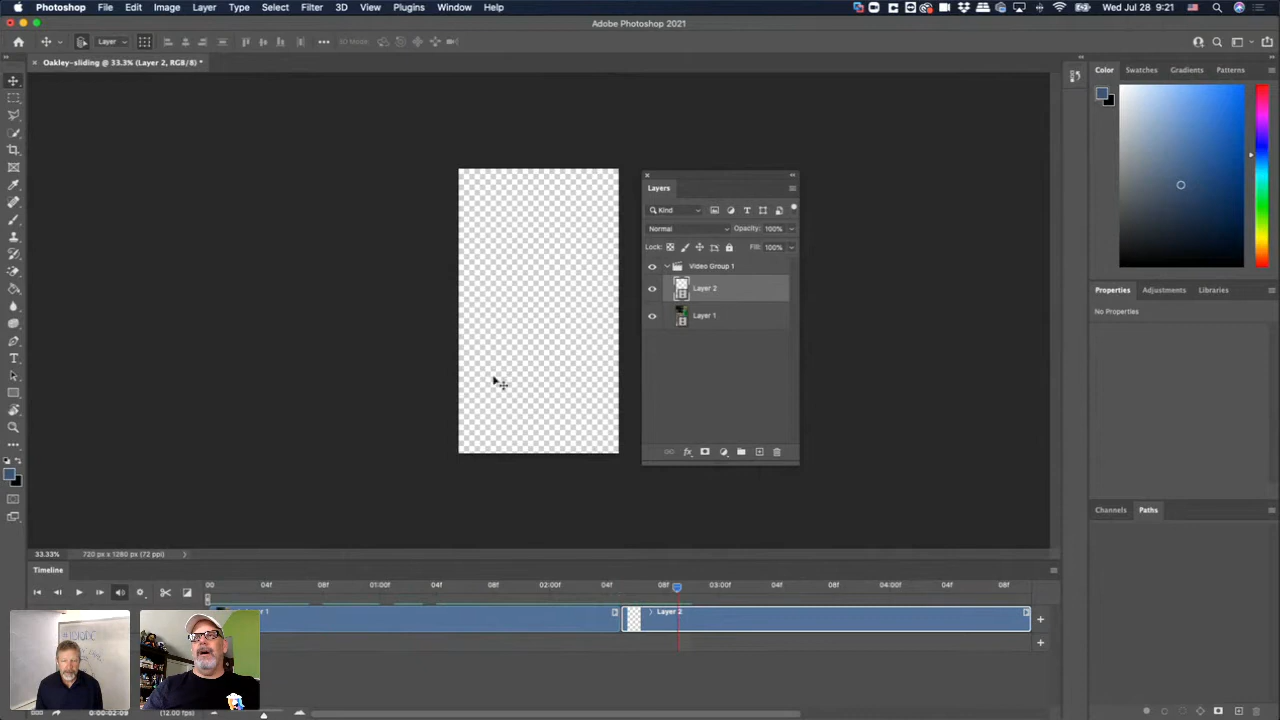 Photoshop File Edit Image Layer Type Select Filter 3D View Plugins Window Help
Wed Jul 28 9:21
Adobe Photoshop 2021
Layer
3D Mode:
Oakley-sliding @ 33.3% (Layer 2, RGB/8) *
Color Swatches Gradients Patterns
Layers
Kind
Normal Opacity: 100%
Lock: Fill: 100%
Video Group 1
Layer 2
Layer 1
Properties Adjustments Libraries
No Properties
Channels Paths
33.33% 720 px x 1280 px (72 ppi)
Timeline
00 04f 08f 01:00f 04f 08f 02:00f 04f 08f 03:00f 04f 08f 04:00f 04f 08f
Layer 2
0:00:02:09 (12.00 fps)